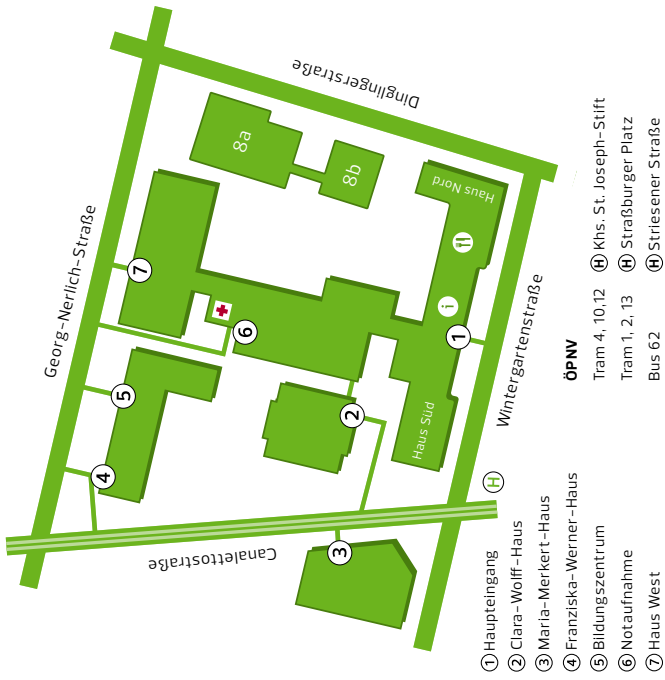 Georg-Nerlich-Straße
Dinglingerstraße
Wintergartenstraße
Canalettostraße
8a
8b
Haus Nord
Haus Süd
i
H
1
2
3
4
5
6
7
① Haupteingang
② Clara-Wolff-Haus
③ Maria-Merkert-Haus
④ Franziska-Werner-Haus
⑤ Bildungszentrum
⑥ Notaufnahme
⑦ Haus West
ÖPNV
Tram 4, 10,12 Ⓗ Khs. St. Joseph-Stift
Tram 1, 2, 13 Ⓗ Straßburger Platz
Bus 62 Ⓗ Striesener Straße